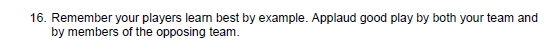 16. Remember your players learn best by example. Applaud good play by both your team and
by members of the opposing team.